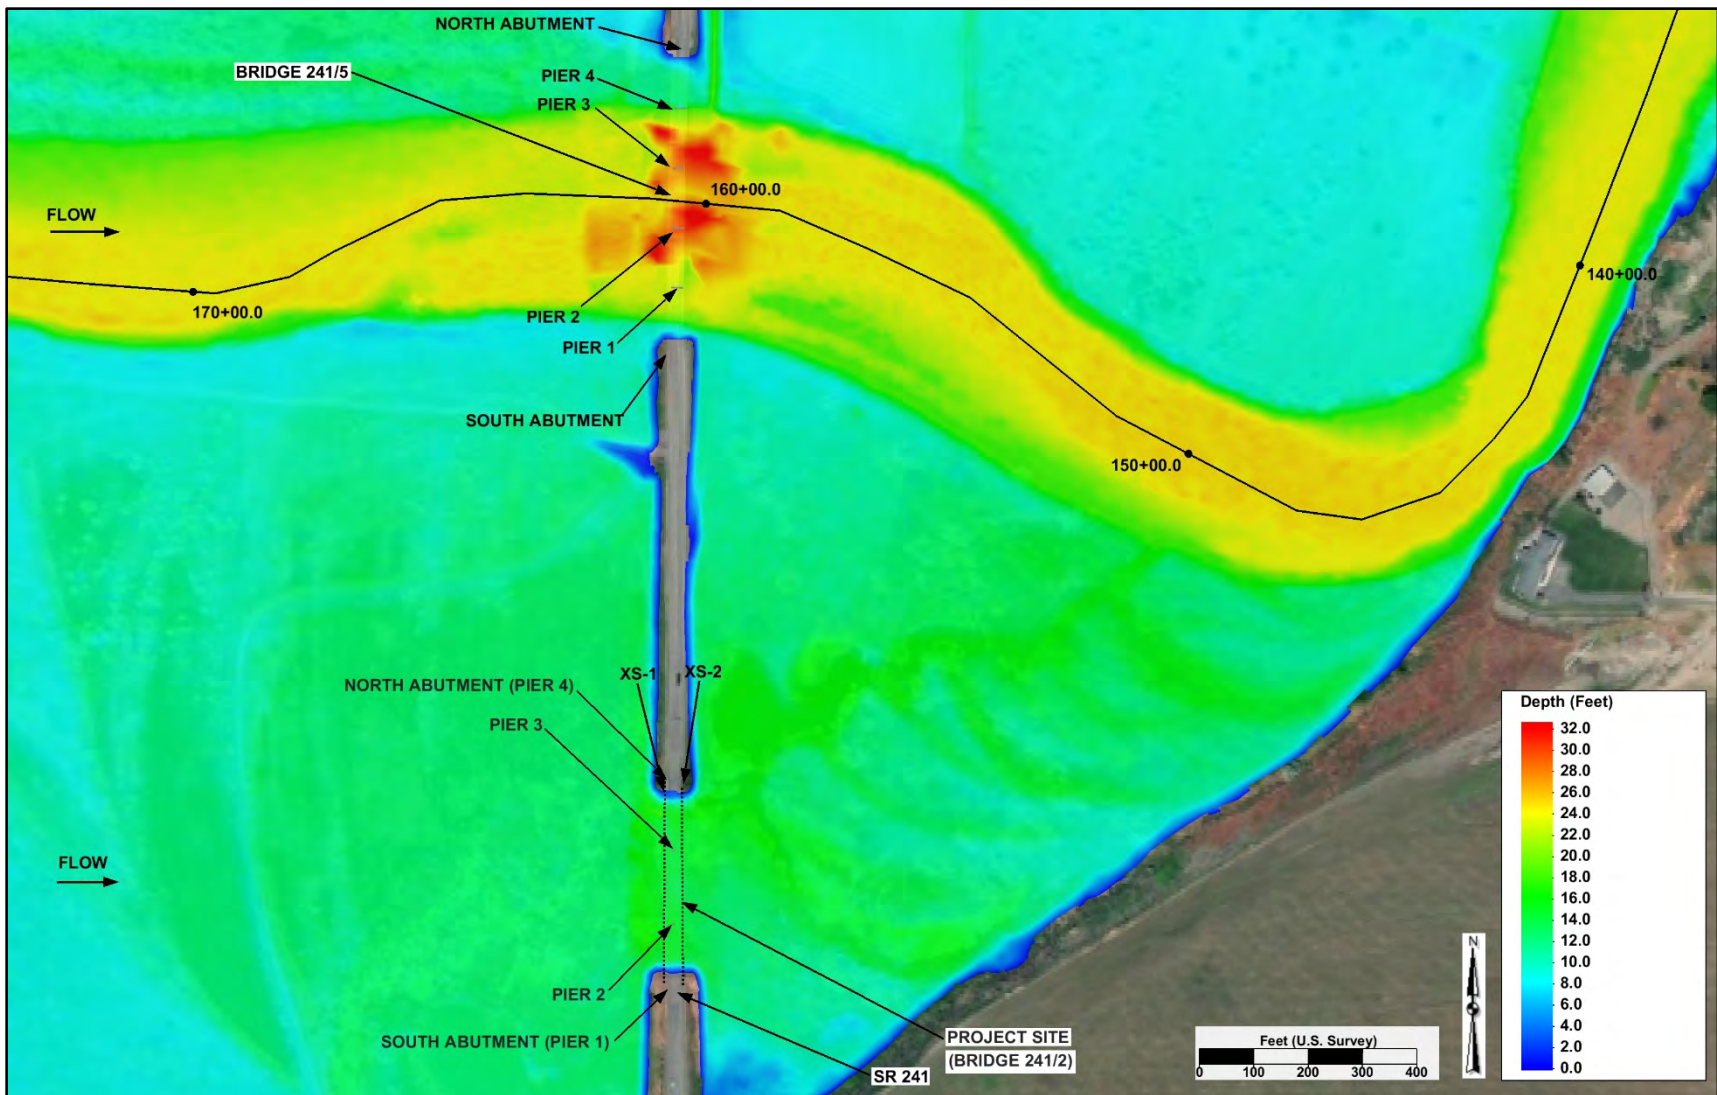 NORTH ABUTMENT
BRIDGE 241/5
PIER 4
PIER 3
160+00.0
FLOW
140+00.0
170+00.0
PIER 2
PIER 1
SOUTH ABUTMENT
150+00.0
XS-1
XS-2
NORTH ABUTMENT (PIER 4)
PIER 3
FLOW
PIER 2
SOUTH ABUTMENT (PIER 1)
PROJECT SITE
(BRIDGE 241/2)
SR 241
Depth (Feet)
32.0
30.0
28.0
26.0
24.0
22.0
20.0
18.0
16.0
14.0
12.0
10.0
8.0
6.0
4.0
2.0
0.0
N
Feet (U.S. Survey)
0 100 200 300 400